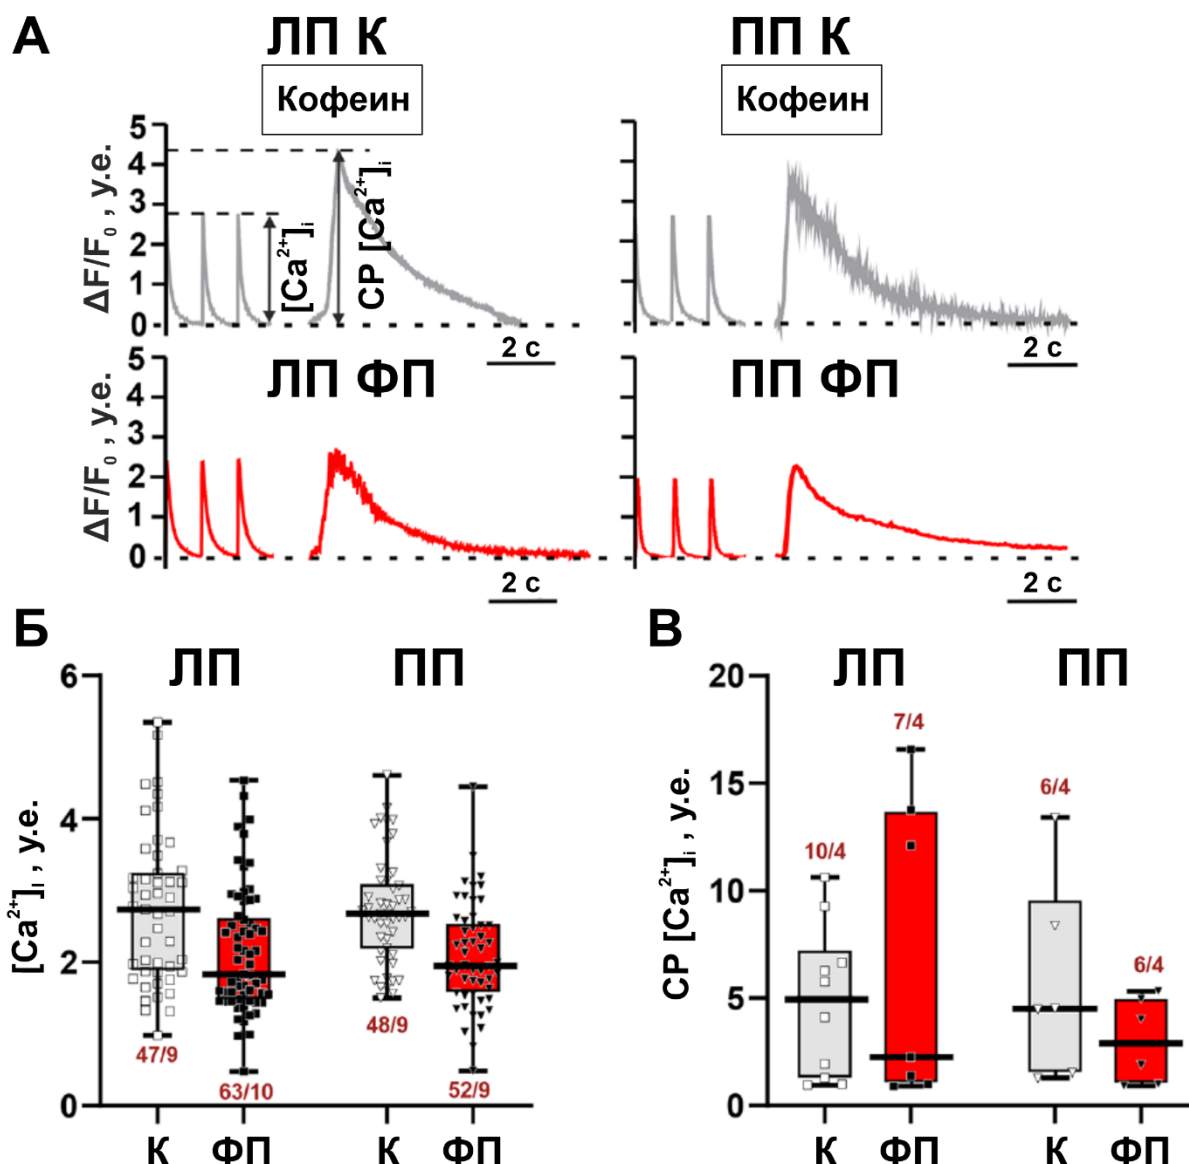 А
ЛП К
ПП К
Кофеин
Кофеин
5
4
3
2
1
0
ΔF/F₀ , у.е.
[Ca²⁺]ᵢ
СР [Ca²⁺]ᵢ
2 с
2 с
ЛП ФП
ПП ФП
5
4
3
2
1
0
ΔF/F₀ , у.е.
2 с
2 с
Б
ЛП
ПП
6
4
2
0
[Ca²⁺]ᵢ , у.е.
47/9
63/10
48/9
52/9
К
ФП
К
ФП
В
ЛП
ПП
20
15
10
5
0
СР [Ca²⁺]ᵢ , у.е.
10/4
7/4
6/4
6/4
К
ФП
К
ФП